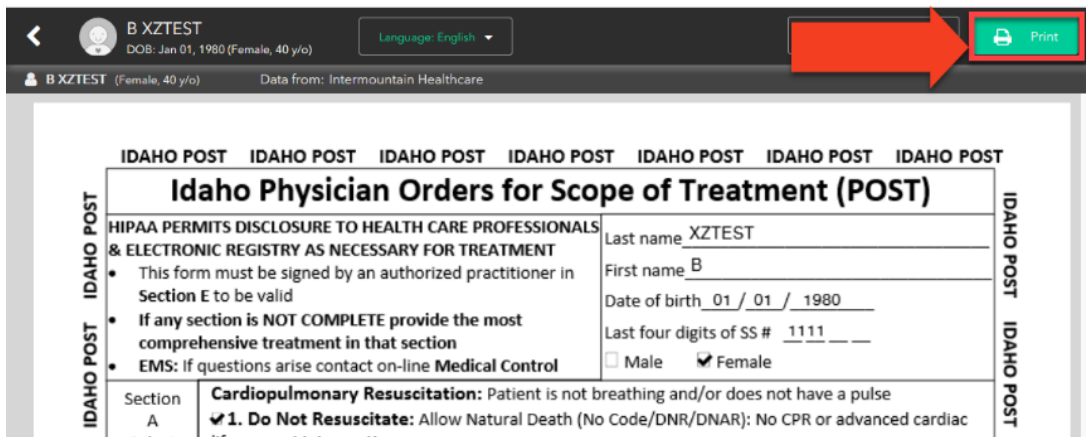 B XZTEST
DOB: Jan 01, 1980 (Female, 40 y/o)
Language: English
Print
B XZTEST (Female, 40 y/o) Data from: Intermountain Healthcare
IDAHO POST IDAHO POST IDAHO POST IDAHO POST IDAHO POST IDAHO POST IDAHO POST
Idaho Physician Orders for Scope of Treatment (POST)
HIPAA PERMITS DISCLOSURE TO HEALTH CARE PROFESSIONALS
& ELECTRONIC REGISTRY AS NECESSARY FOR TREATMENT
• This form must be signed by an authorized practitioner in
Section E to be valid
• If any section is NOT COMPLETE provide the most
comprehensive treatment in that section
• EMS: If questions arise contact on-line Medical Control
Last name XZTEST
First name B
Date of birth 01 / 01 / 1980
Last four digits of SS # 1111
Male Female
Section
A
Cardiopulmonary Resuscitation: Patient is not breathing and/or does not have a pulse
1. Do Not Resuscitate: Allow Natural Death (No Code/DNR/DNAR): No CPR or advanced cardiac
IDAHO POST
IDAHO POST
IDAHO POST
IDAHO POST